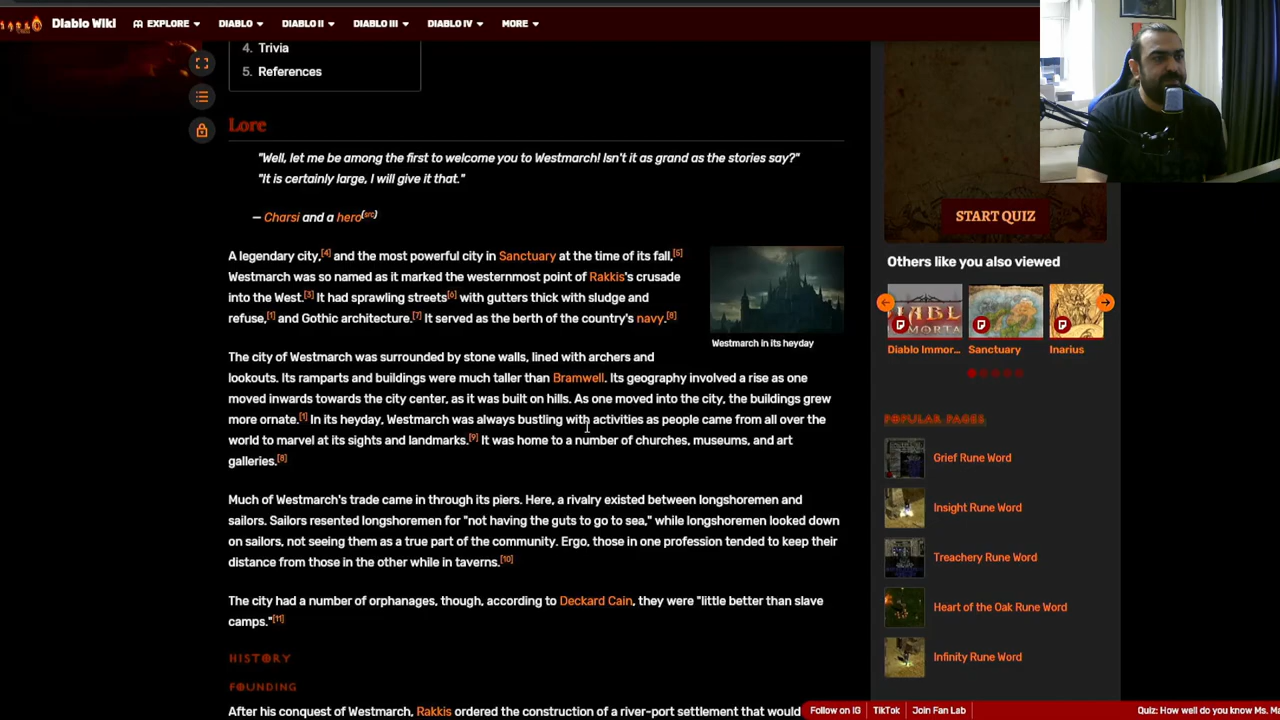 Diablo Wiki
EXPLORE
DIABLO
DIABLO II
DIABLO III
DIABLO IV
MORE
4. Trivia
5. References
Lore
"Well, let me be among the first to welcome you to Westmarch! Isn't it as grand as the stories say?"
"It is certainly large, I will give it that."
— Charsi and a hero(src)
A legendary city,[4] and the most powerful city in Sanctuary at the time of its fall,[5]
Westmarch was so named as it marked the westernmost point of Rakkis's crusade
into the West.[3] It had sprawling streets[6] with gutters thick with sludge and
refuse,[1] and Gothic architecture.[7] It served as the berth of the country's navy.[8]
Westmarch in its heyday
The city of Westmarch was surrounded by stone walls, lined with archers and
lookouts. Its ramparts and buildings were much taller than Bramwell. Its geography involved a rise as one
moved inwards towards the city center, as it was built on hills. As one moved into the city, the buildings grew
more ornate.[1] In its heyday, Westmarch was always bustling with activities as people came from all over the
world to marvel at its sights and landmarks.[9] It was home to a number of churches, museums, and art
galleries.[8]
Much of Westmarch's trade came in through its piers. Here, a rivalry existed between longshoremen and
sailors. Sailors resented longshoremen for "not having the guts to go to sea," while longshoremen looked down
on sailors, not seeing them as a true part of the community. Ergo, those in one profession tended to keep their
distance from those in the other while in taverns.[10]
The city had a number of orphanages, though, according to Deckard Cain, they were "little better than slave
camps."[11]
HISTORY
FOUNDING
After his conquest of Westmarch, Rakkis ordered the construction of a river-port settlement that would
START QUIZ
Others like you also viewed
Diablo Immor...
Sanctuary
Inarius
POPULAR PAGES
Grief Rune Word
Insight Rune Word
Treachery Rune Word
Heart of the Oak Rune Word
Infinity Rune Word
Follow on IG
TikTok
Join Fan Lab
Quiz: How well do you know Ms. Ma